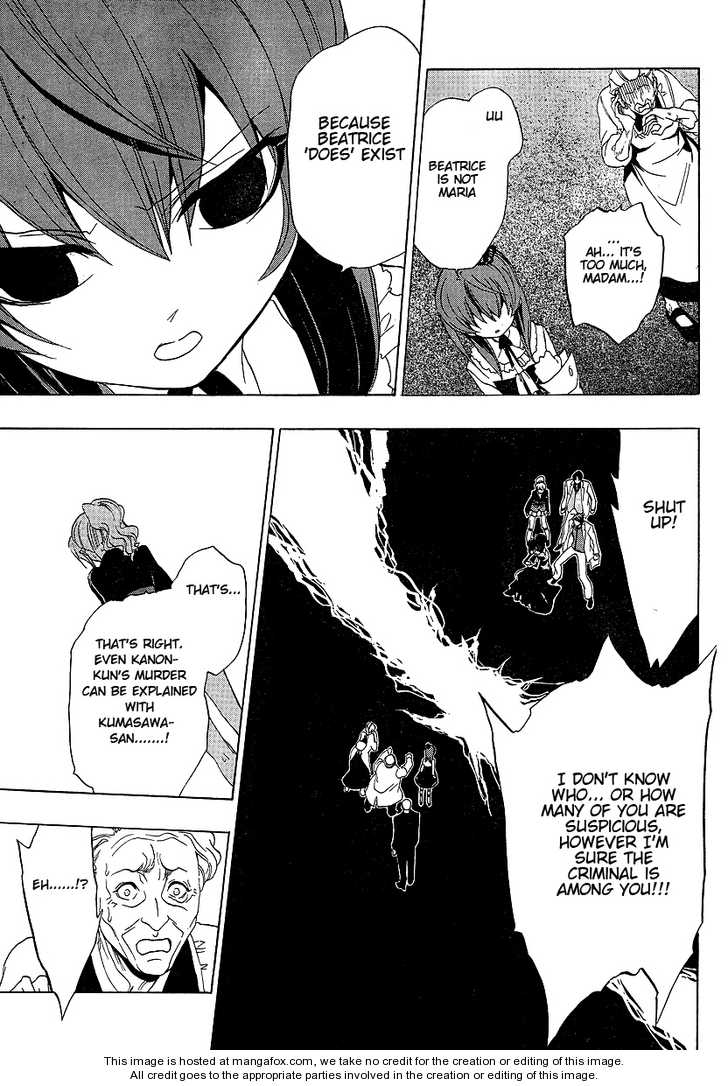 ...
AH... IT'S
TOO MUCH,
MADAM...!
UU
BEATRICE
IS NOT
MARIA
BECAUSE
BEATRICE
'DOES' EXIST
SHUT
UP!
I DON'T KNOW
WHO... OR HOW
MANY OF YOU ARE
SUSPICIOUS,
HOWEVER I'M
SURE THE
CRIMINAL IS
AMONG YOU!!!
THAT'S...
THAT'S RIGHT.
EVEN KANON-
KUN'S MURDER
CAN BE EXPLAINED
WITH
KUMASAWA-
SAN.......!
EH......!?
This image is hosted at mangafox.com, we take no credit for the creation or editing of this image.
All credit goes to the appropriate parties involved in the creation or editing of this image.